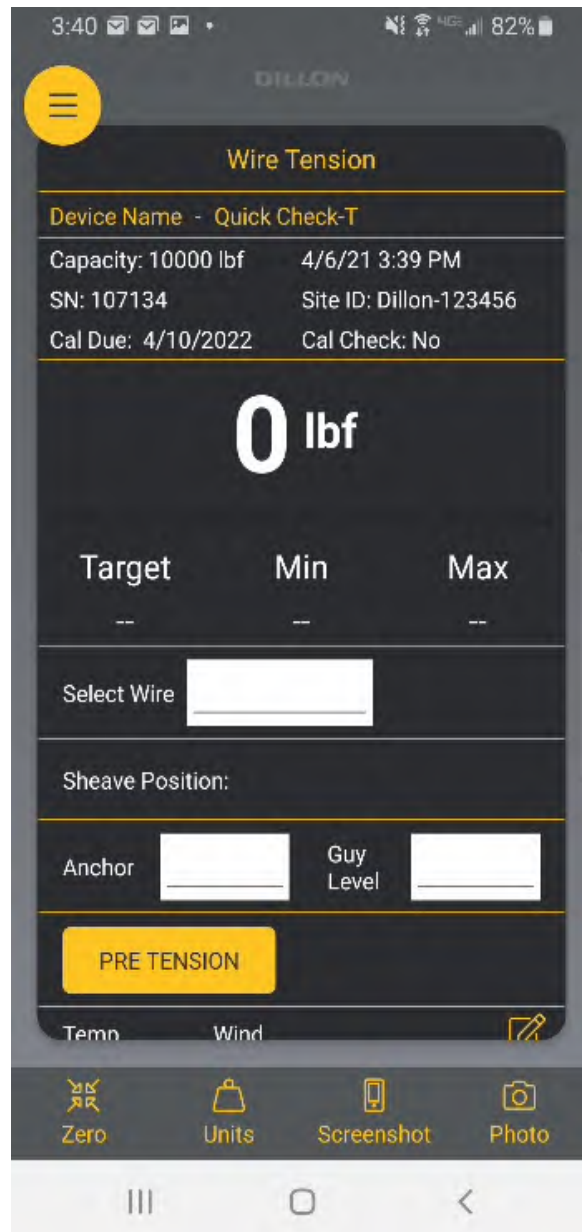 3:40 82%
DILLON
Wire Tension
Device Name - Quick Check-T
Capacity: 10000 lbf 4/6/21 3:39 PM
SN: 107134 Site ID: Dillon-123456
Cal Due: 4/10/2022 Cal Check: No
0 lbf
Target Min Max
-- -- --
Select Wire
Sheave Position:
Anchor Guy Level
PRE TENSION
Temp Wind
Zero Units Screenshot Photo